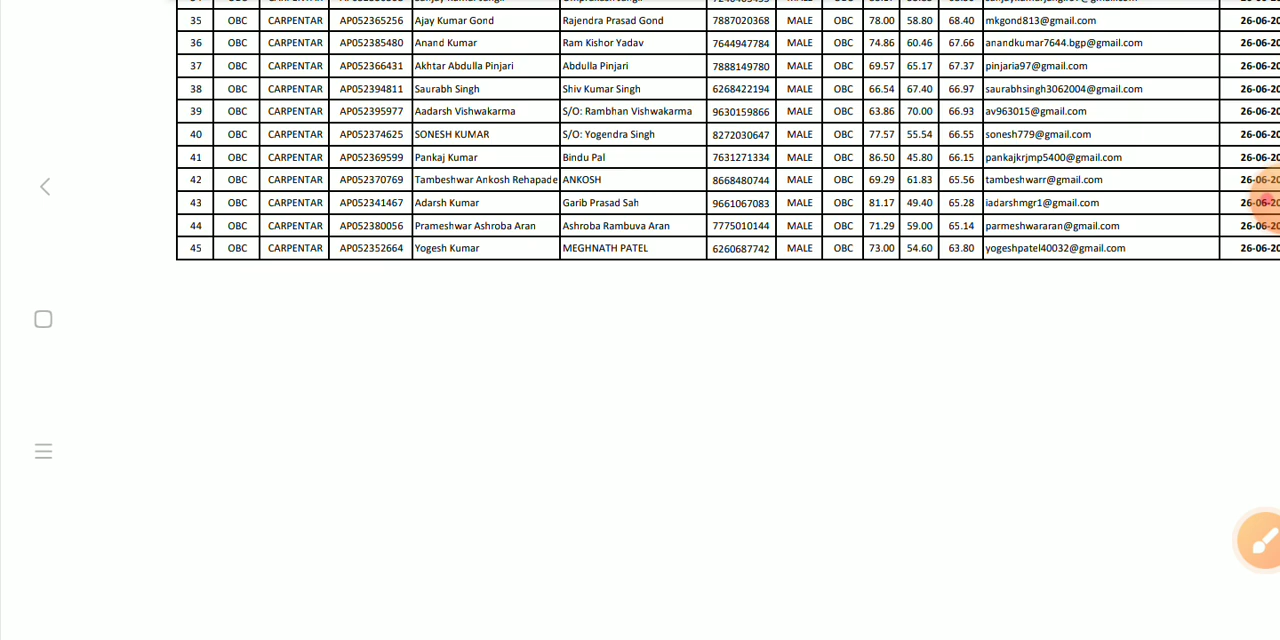 35 OBC CARPENTAR AP052365256 Ajay Kumar Gond Rajendra Prasad Gond 7887020368 MALE OBC 78.00 58.80 68.40 mkgond813@gmail.com 26-06-20
36 OBC CARPENTAR AP052385480 Anand Kumar Ram Kishor Yadav 7644947784 MALE OBC 74.86 60.46 67.66 anandkumar7644.bgp@gmail.com 26-06-20
37 OBC CARPENTAR AP052366431 Akhtar Abdulla Pinjari Abdulla Pinjari 7888149780 MALE OBC 69.57 65.17 67.37 pinjaria97@gmail.com 26-06-20
38 OBC CARPENTAR AP052394811 Saurabh Singh Shiv Kumar Singh 6268422194 MALE OBC 66.54 67.40 66.97 saurabhsingh3062004@gmail.com 26-06-20
39 OBC CARPENTAR AP052395977 Aadarsh Vishwakarma S/O: Rambhan Vishwakarma 9630159866 MALE OBC 63.86 70.00 66.93 av963015@gmail.com 26-06-20
40 OBC CARPENTAR AP052374625 SONESH KUMAR S/O: Yogendra Singh 8272030647 MALE OBC 77.57 55.54 66.55 sonesh779@gmail.com 26-06-20
41 OBC CARPENTAR AP052369599 Pankaj Kumar Bindu Pal 7631271334 MALE OBC 86.50 45.80 66.15 pankajkrjmp5400@gmail.com 26-06-20
42 OBC CARPENTAR AP052370769 Tambeshwar Ankosh Rehapade ANKOSH 8668480744 MALE OBC 69.29 61.83 65.56 tambeshwarr@gmail.com 26-06-20
43 OBC CARPENTAR AP052341467 Adarsh Kumar Garib Prasad Sah 9661067083 MALE OBC 81.17 49.40 65.28 iadarshmgr1@gmail.com 26-06-20
44 OBC CARPENTAR AP052380056 Prameshwar Ashroba Aran Ashroba Rambuva Aran 7775010144 MALE OBC 71.29 59.00 65.14 parmeshwararan@gmail.com 26-06-20
45 OBC CARPENTAR AP052352664 Yogesh Kumar MEGHNATH PATEL 6260687742 MALE OBC 73.00 54.60 63.80 yogeshpatel40032@gmail.com 26-06-20